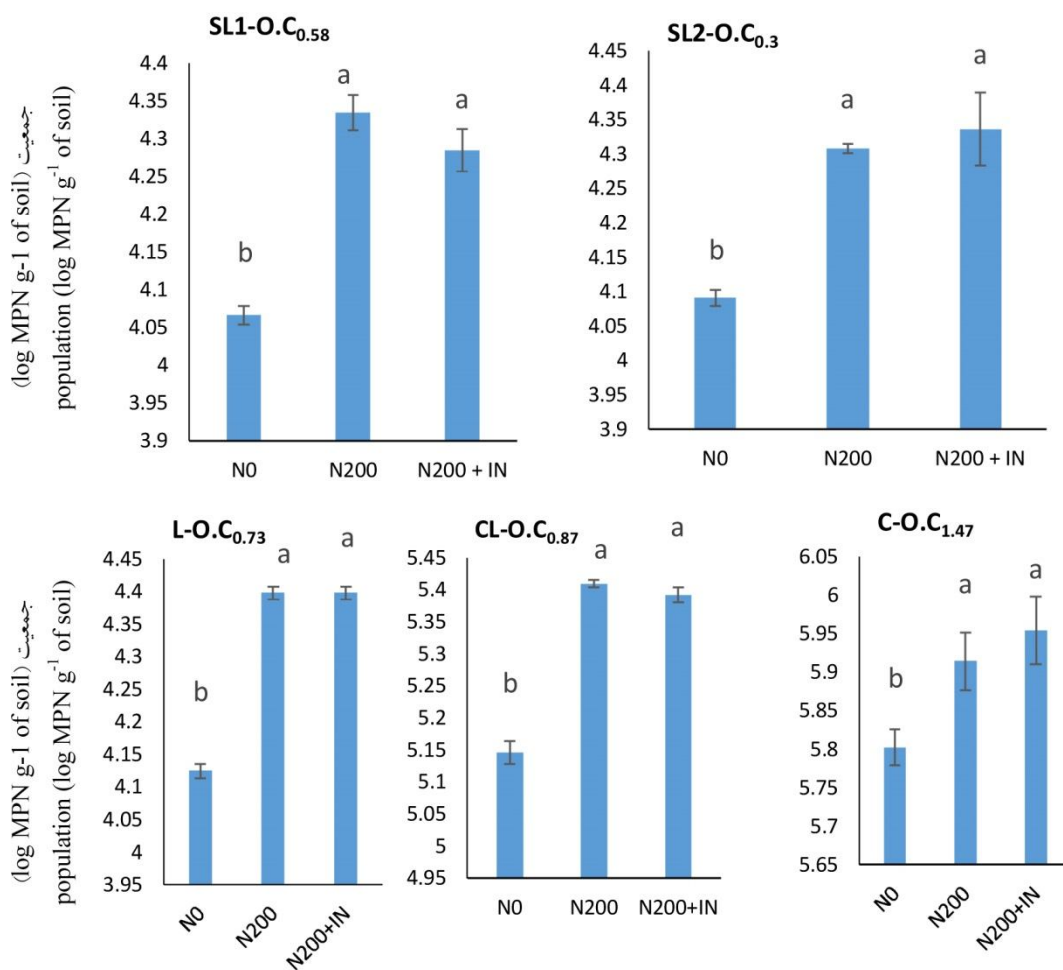 SL1-O.C0.58
جمعیت (log MPN g-1 of soil)
population (log MPN g-1 of soil)
4.4
4.35
4.3
4.25
4.2
4.15
4.1
4.05
4
3.95
3.9
b
a
a
N0 N200 N200 + IN
SL2-O.C0.3
4.45
4.4
4.35
4.3
4.25
4.2
4.15
4.1
4.05
4
3.95
3.9
b
a
a
N0 N200 N200 + IN
L-O.C0.73
جمعیت (log MPN g-1 of soil)
population (log MPN g-1 of soil)
4.45
4.4
4.35
4.3
4.25
4.2
4.15
4.1
4.05
4
3.95
b
a
a
N0 N200 N200+IN
CL-O.C0.87
5.45
5.4
5.35
5.3
5.25
5.2
5.15
5.1
5.05
5
4.95
b
a
a
N0 N200 N200+IN
C-O.C1.47
6.05
6
5.95
5.9
5.85
5.8
5.75
5.7
5.65
b
a
a
N0 N200 N200+IN